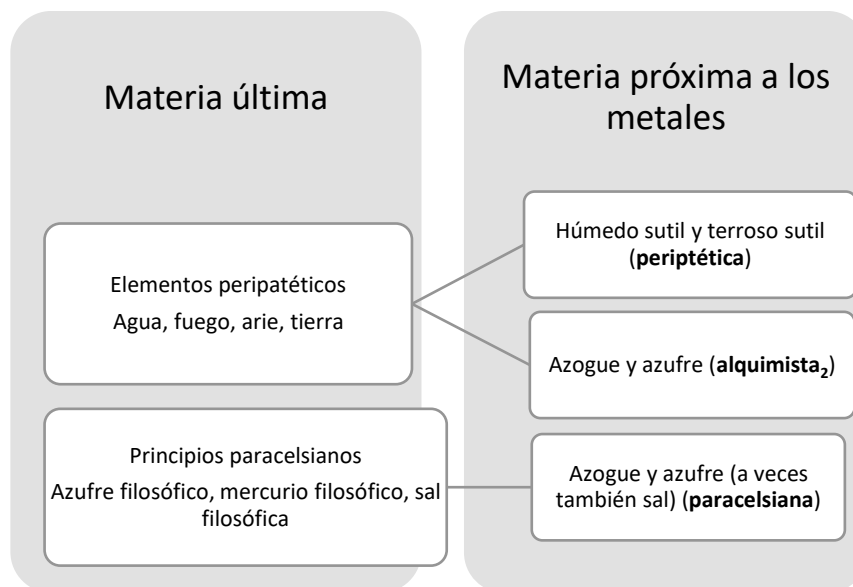 Materia última
Elementos peripatéticos
Agua, fuego, arie, tierra
Principios paracelsianos
Azufre filosófico, mercurio filosófico, sal
filosófica
Materia próxima a los
metales
Húmedo sutil y terroso sutil
(periptética)
Azogue y azufre (alquimista₂)
Azogue y azufre (a veces
también sal) (paracelsiana)